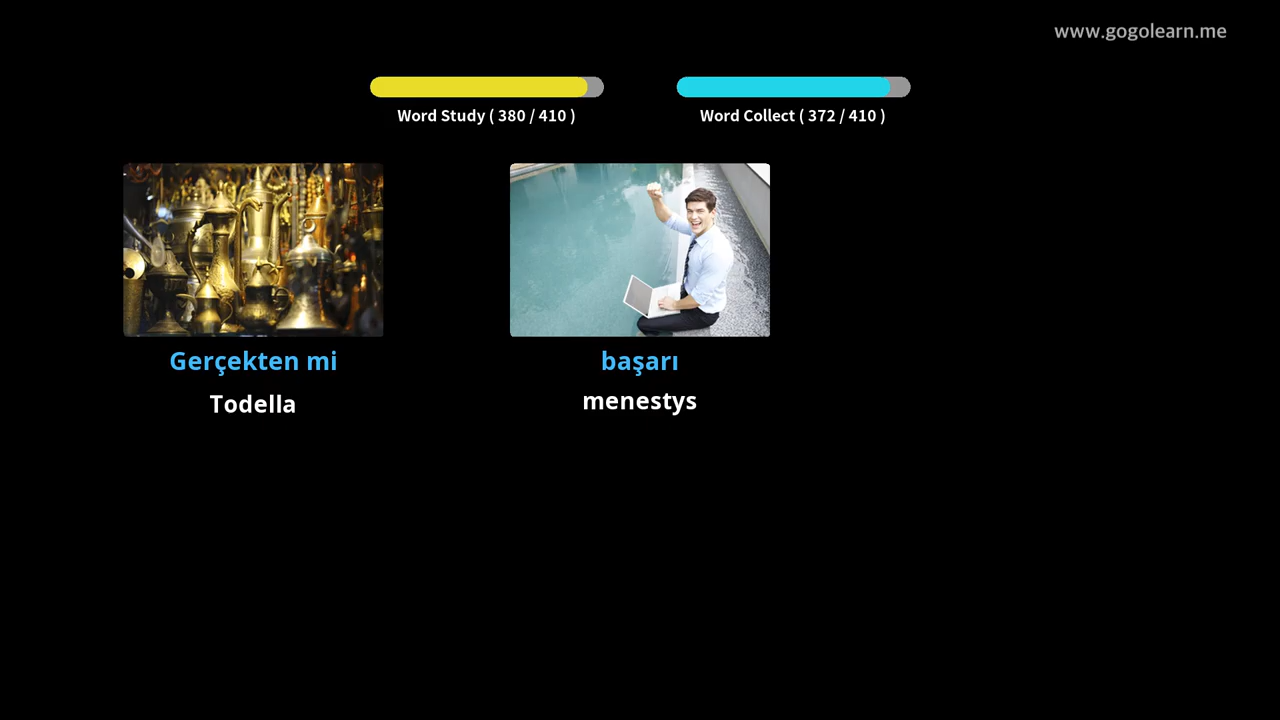 www.gogolearn.me
Word Study ( 380 / 410 )
Word Collect ( 372 / 410 )
Gerçekten mi
Todella
başarı
menestys